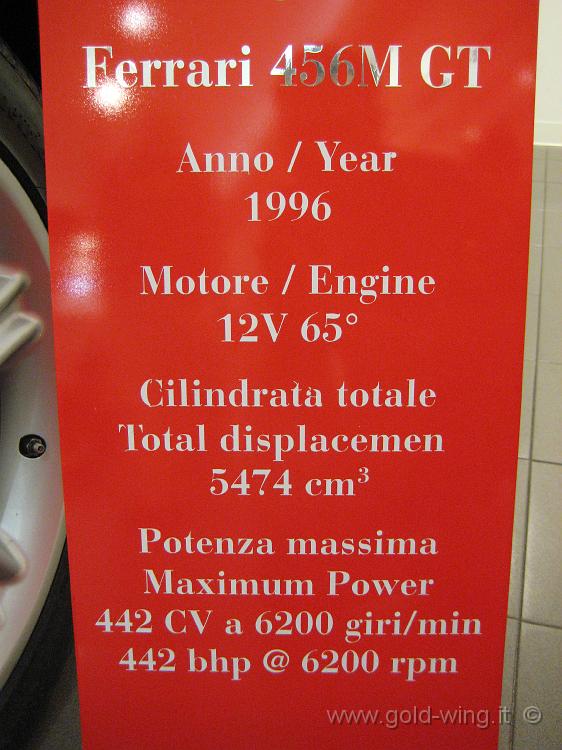 Ferrari 456M GT
Anno / Year
1996
Motore / Engine
12V 65°
Cilindrata totale
Total displacemen
5474 cm³
Potenza massima
Maximum Power
442 CV a 6200 giri/min
442 bhp @ 6200 rpm
www.gold-wing.it ©